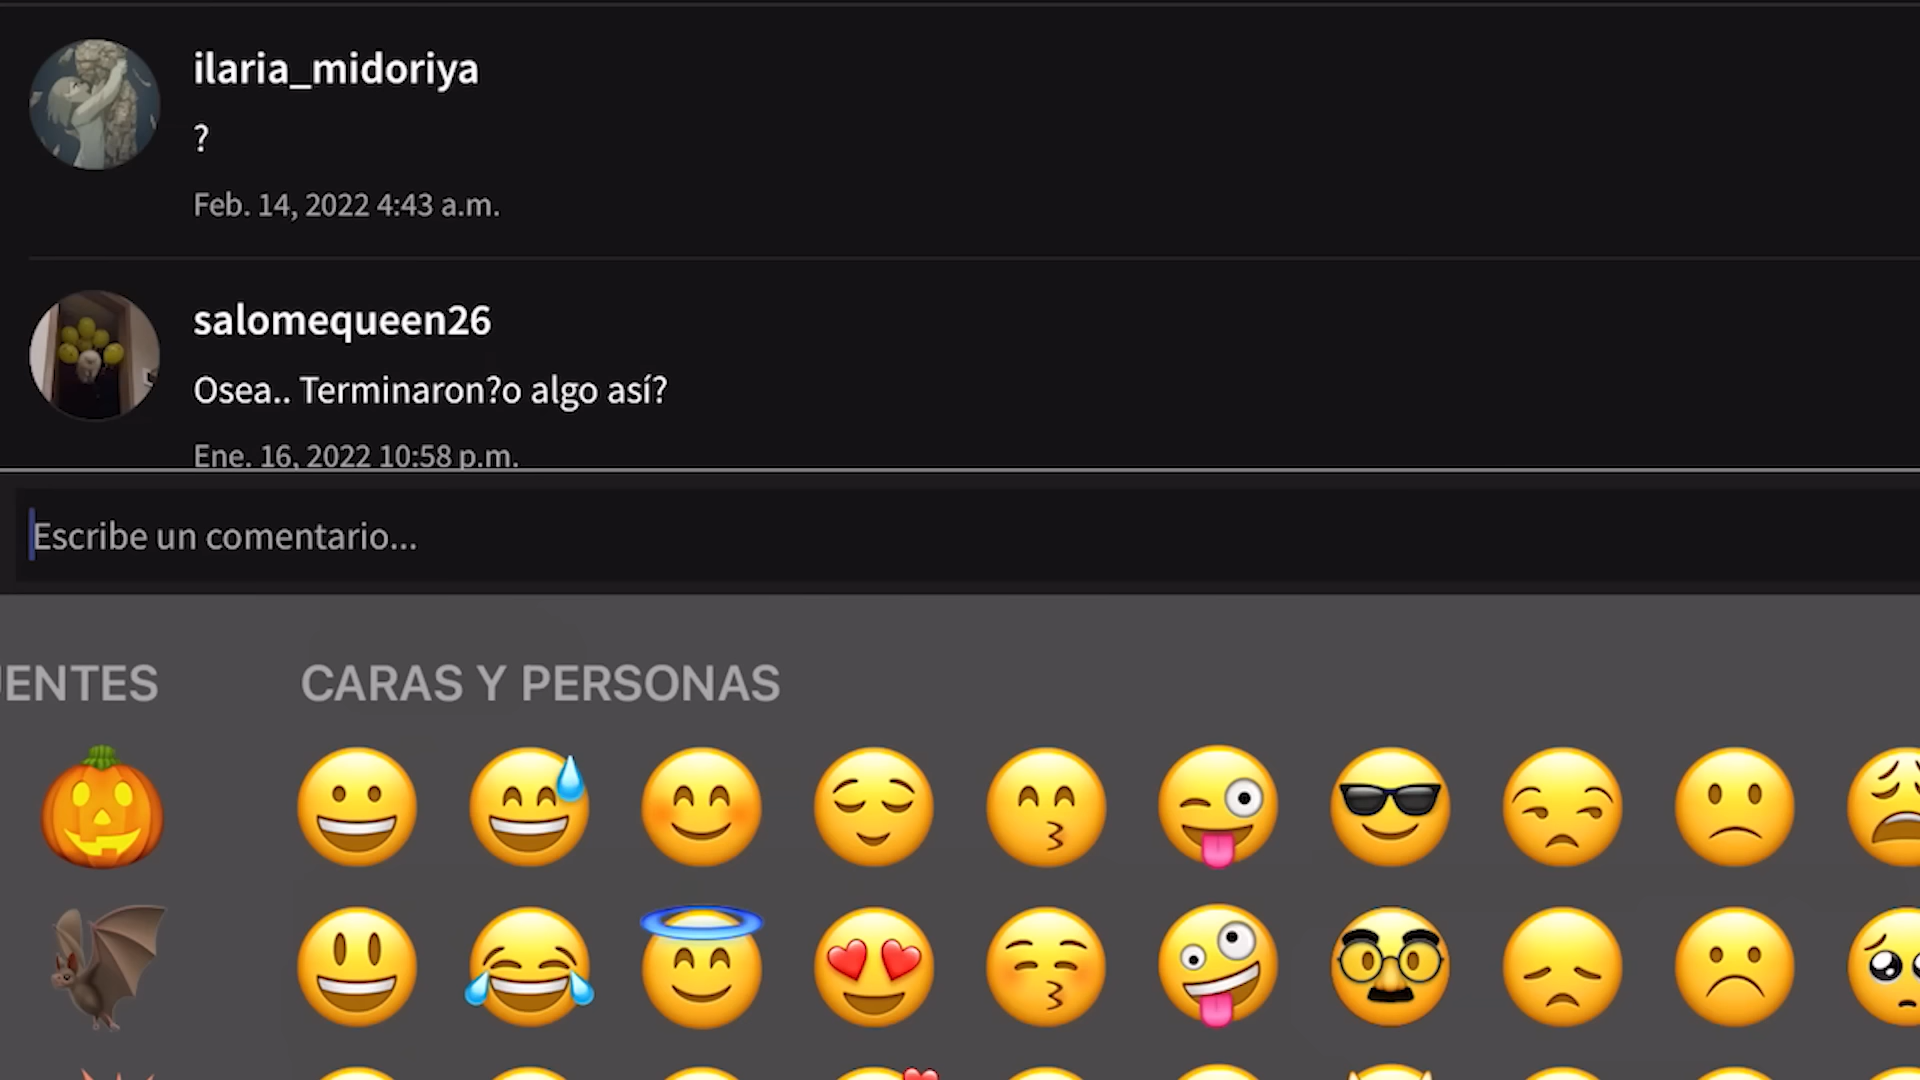 ilaria_midoriya
?
Feb. 14, 2022 4:43 a.m.
salomequeen26
Osea.. Terminaron?o algo así?
Ene. 16, 2022 10:58 p.m.
Escribe un comentario...
CARAS Y PERSONAS